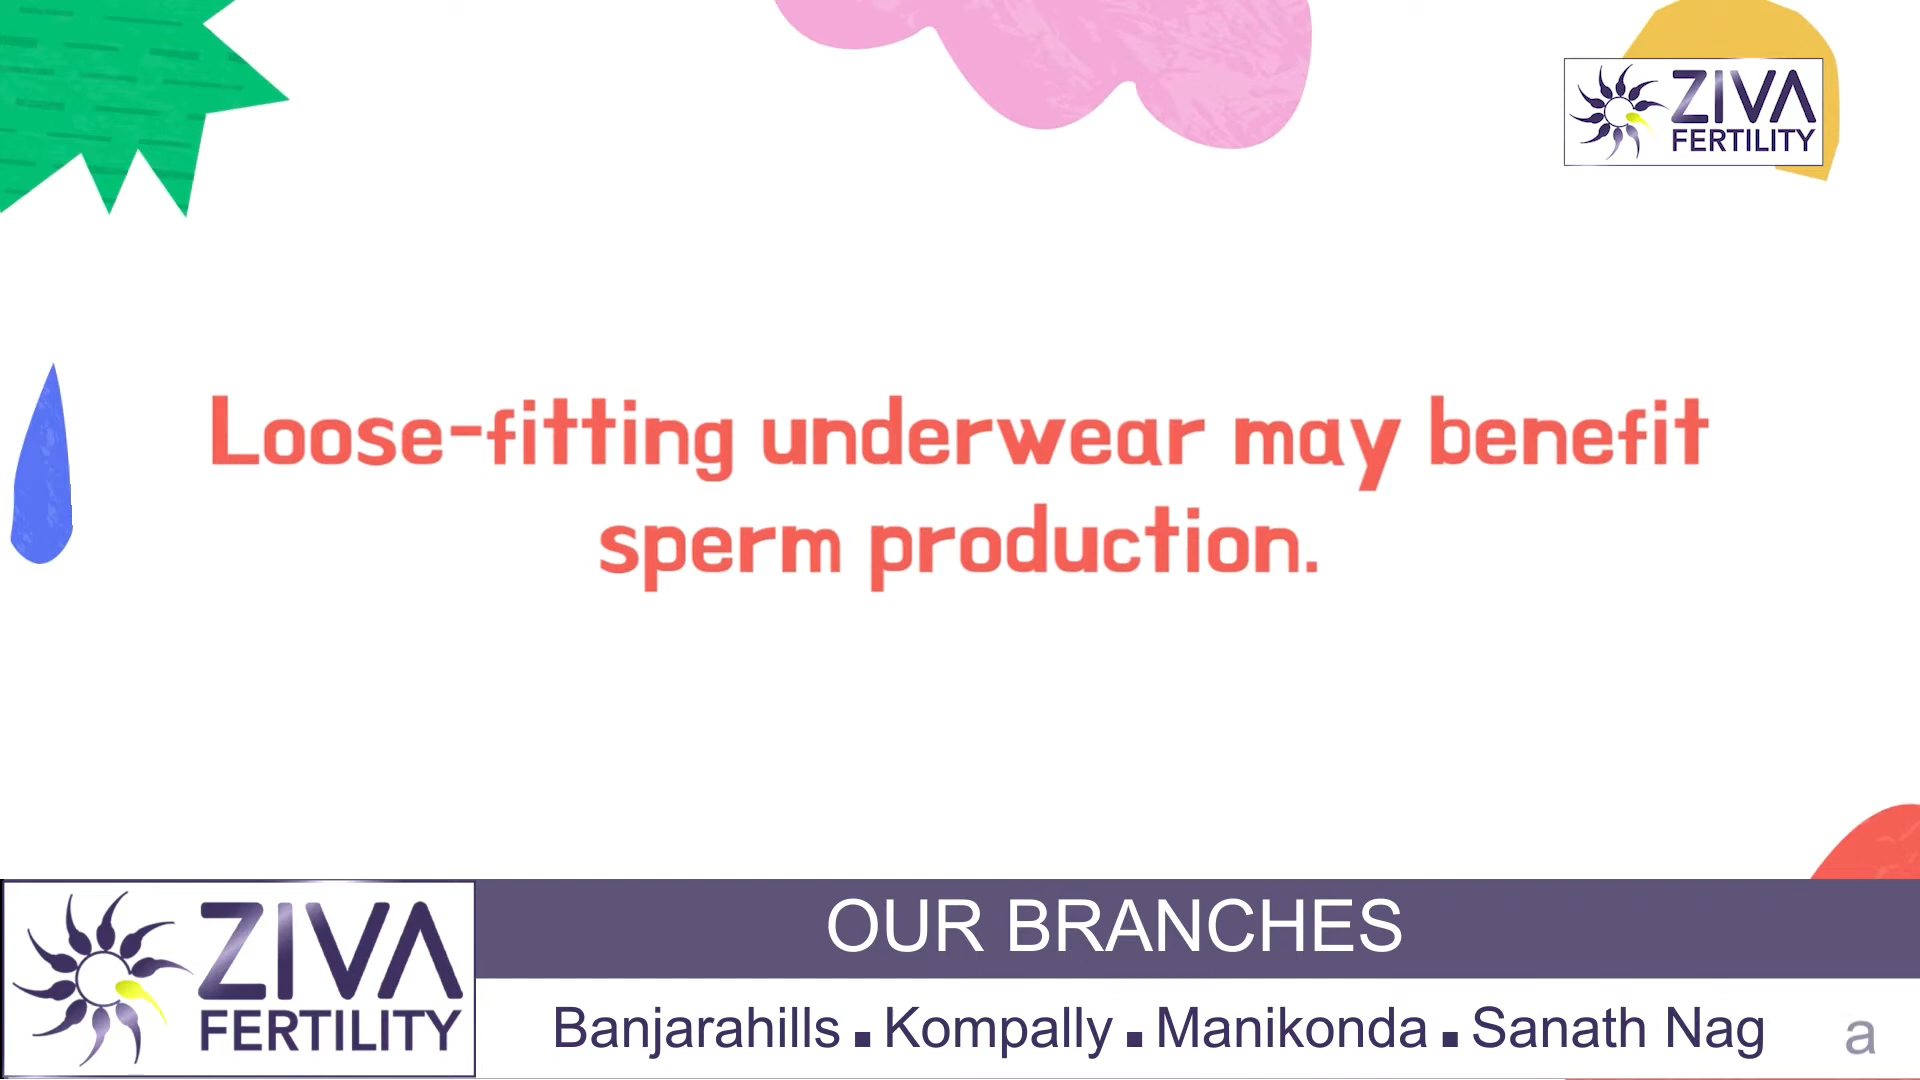 ZIVA
FERTILITY
Loose-fitting underwear may benefit
sperm production.
ZIVA
FERTILITY
OUR BRANCHES
Banjarahills ▪ Kompally ▪ Manikonda ▪ Sanath Nag a